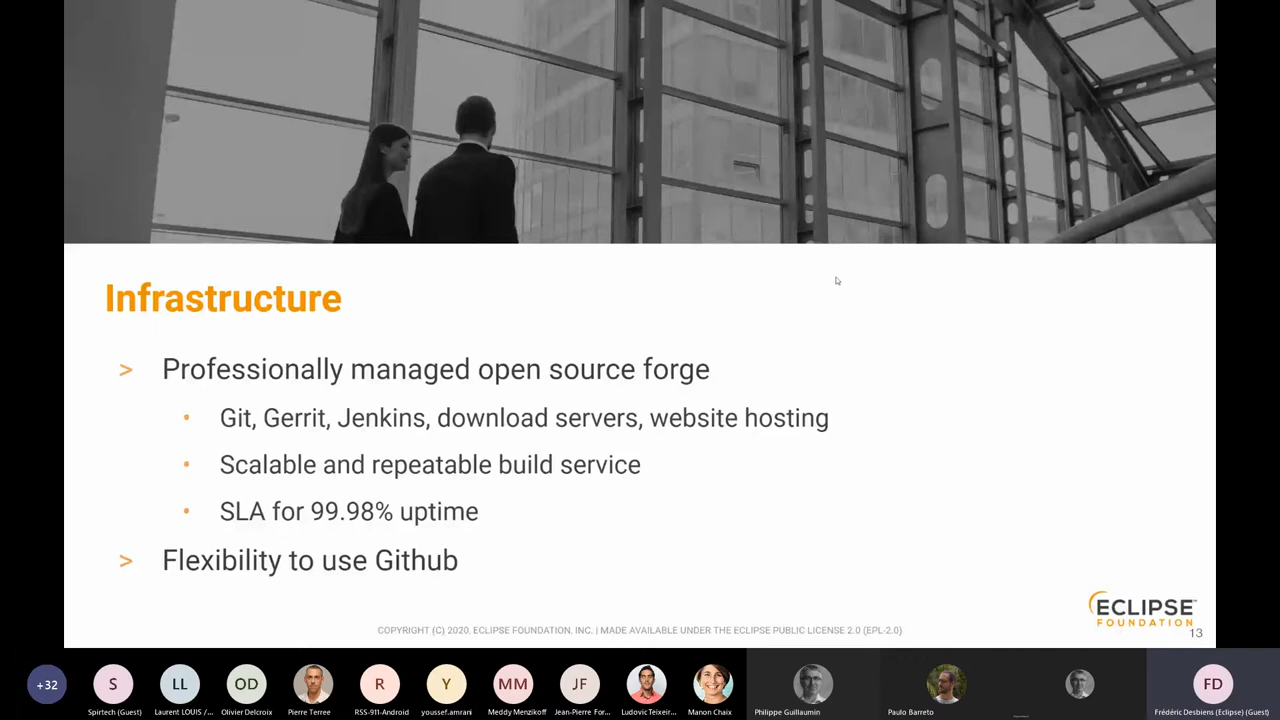 Infrastructure
> Professionally managed open source forge
• Git, Gerrit, Jenkins, download servers, website hosting
• Scalable and repeatable build service
• SLA for 99.98% uptime
> Flexibility to use Github
ECLIPSE™
FOUNDATION
COPYRIGHT (C) 2020, ECLIPSE FOUNDATION, INC. | MADE AVAILABLE UNDER THE ECLIPSE PUBLIC LICENSE 2.0 (EPL-2.0)
13
+32
S
LL
OD
R
Y
MM
JF
FD
Spirtech (Guest)
Laurent LOUIS /...
Olivier Delcroix
Pierre Terree
RSS-911-Android
youssef.amrani
Meddy Menzikoff
Jean-Pierre For...
Ludovic Teixeir...
Manon Chaix
Philippe Guillaumin
Paulo Barreto
Frédéric Desbiens (Eclipse) (Guest)